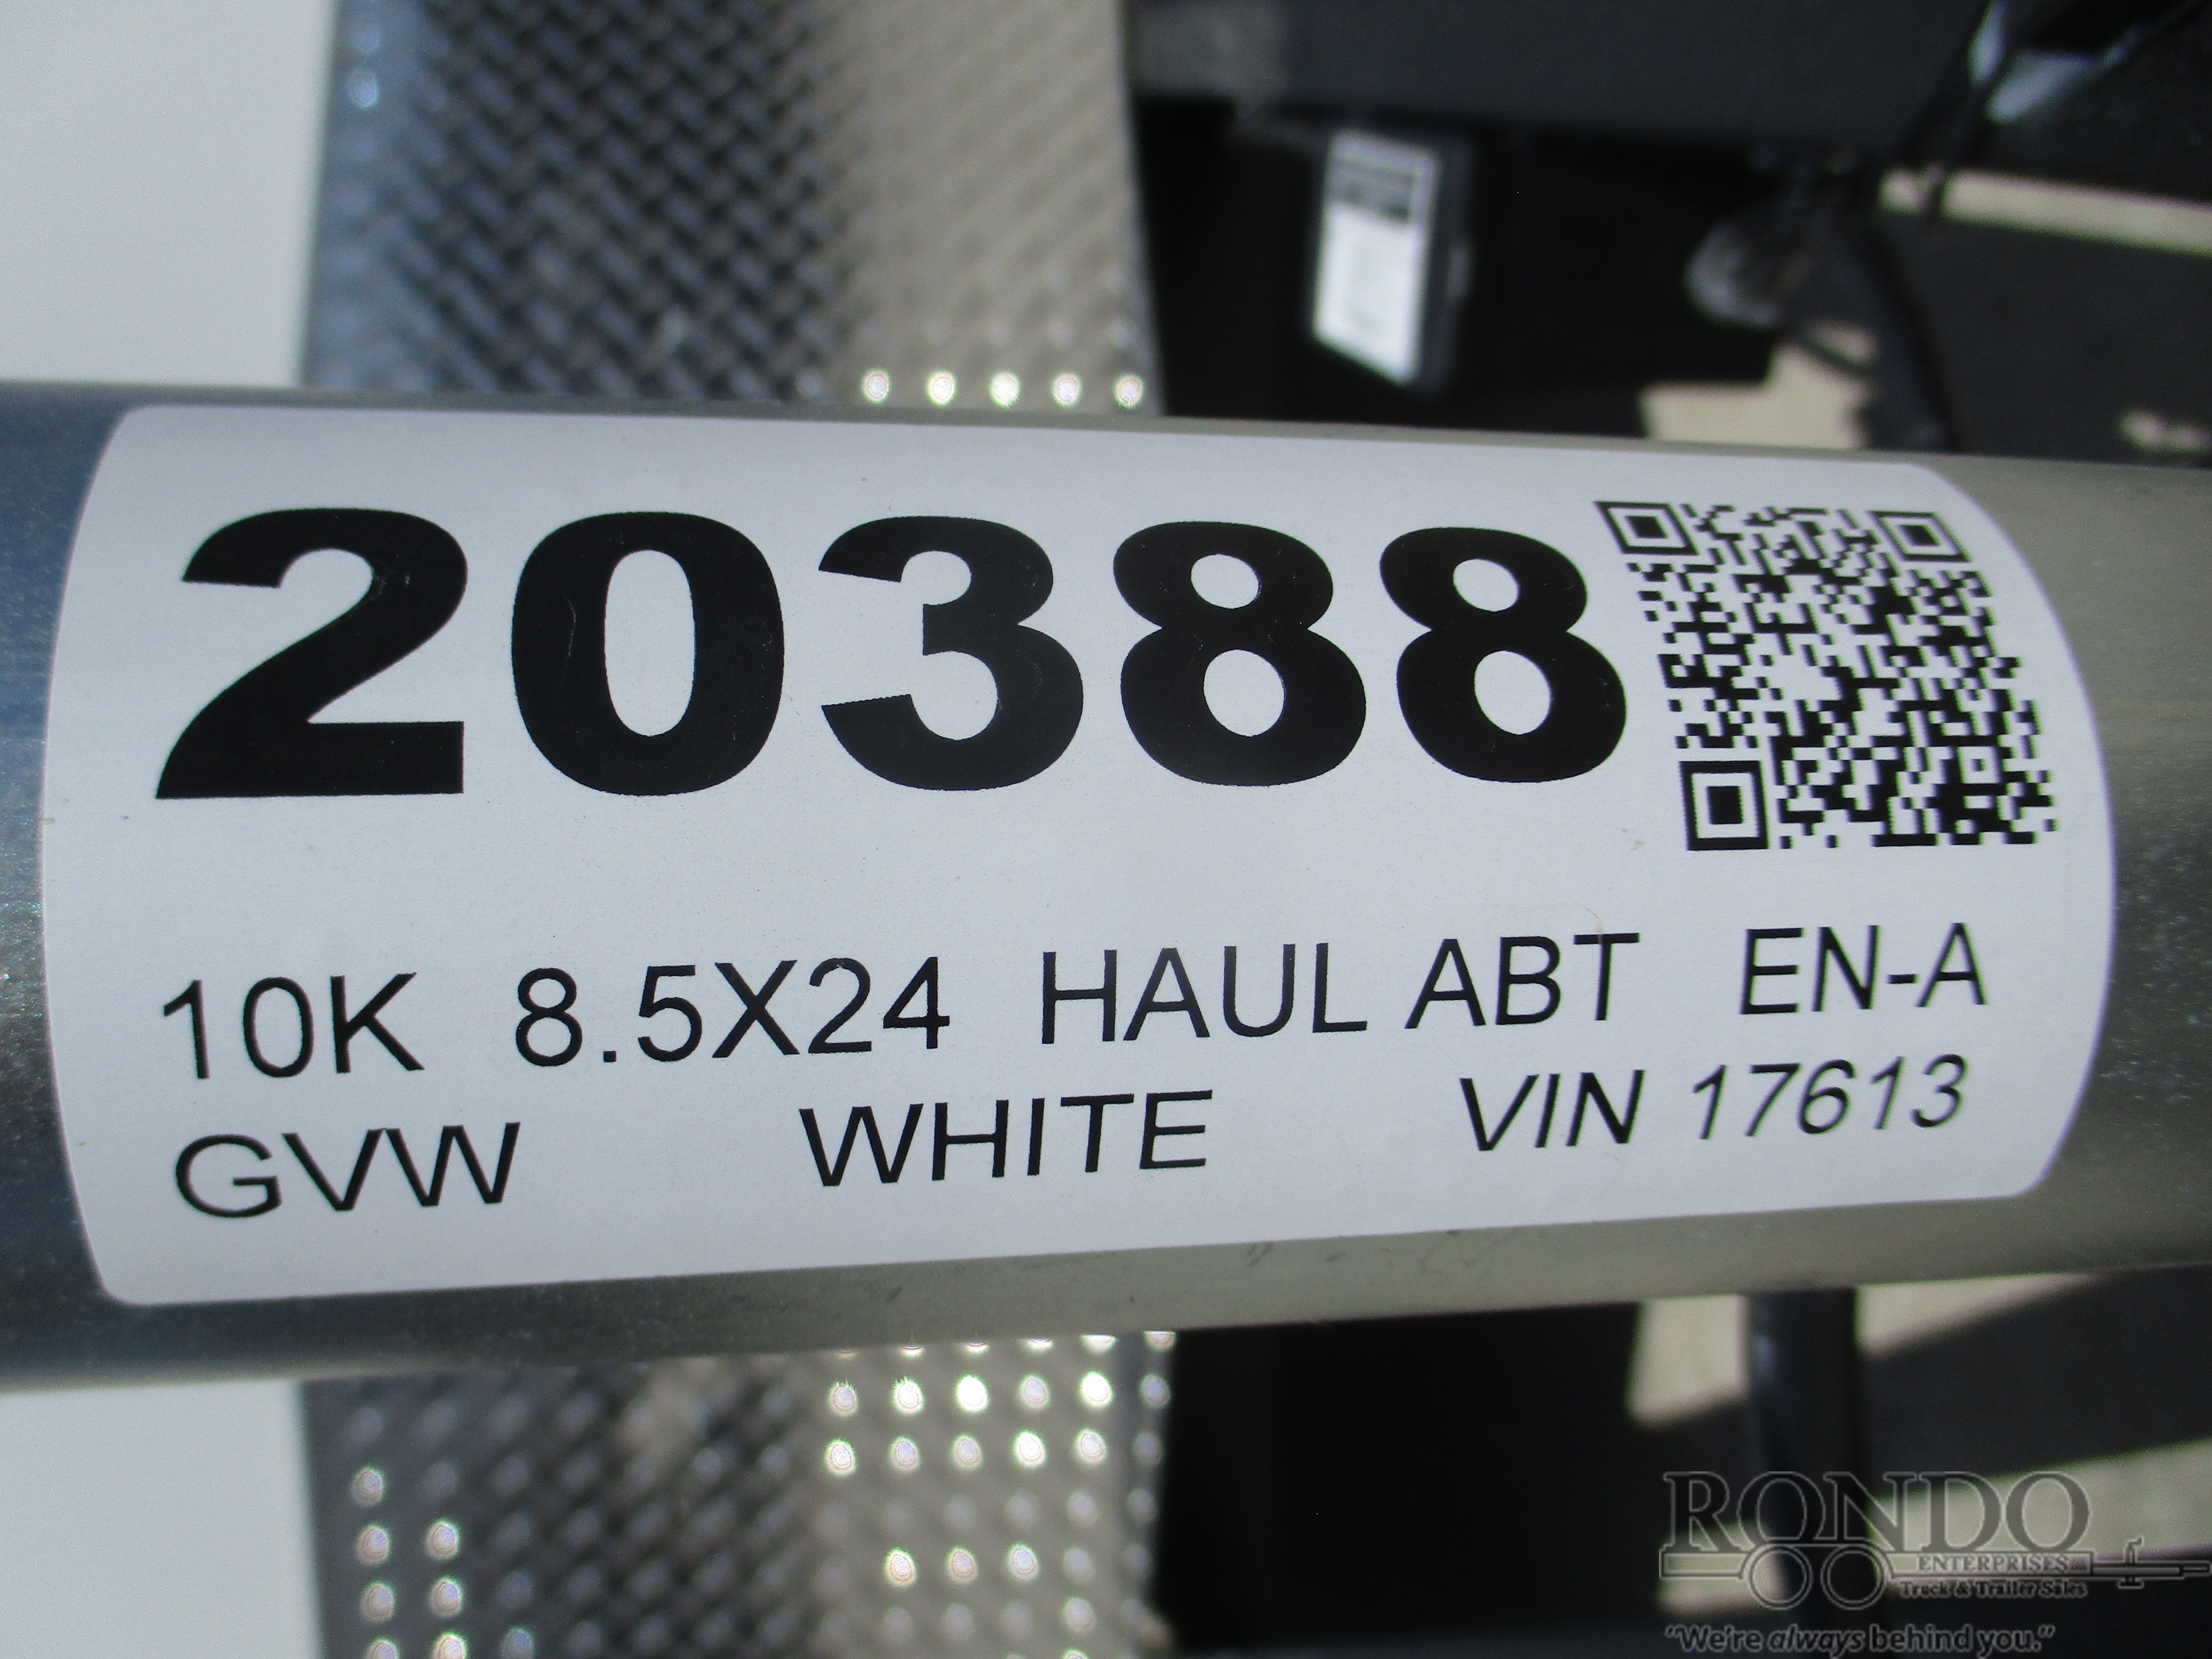 20388
10K 8.5X24 HAUL ABT EN-A
GVW WHITE VIN 17613
RONDO
ENTERPRISES
Truck & Trailer Sales
"We're always behind you."